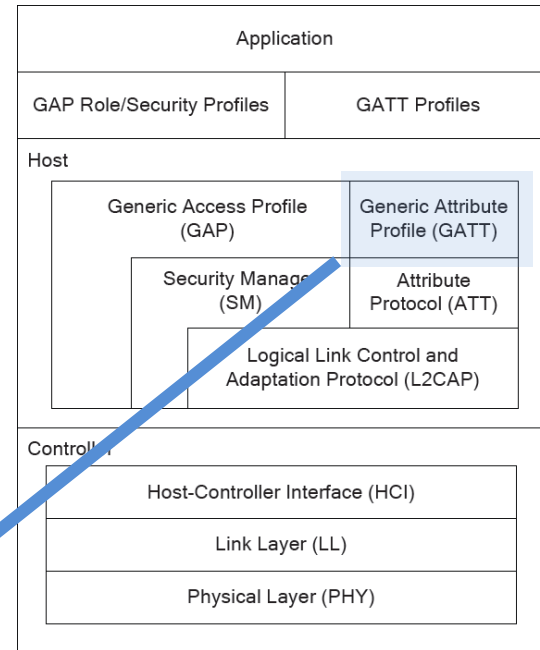 Application
GAP Role/Security Profiles
GATT Profiles
Host
Generic Access Profile
(GAP)
Generic Attribute
Profile (GATT)
Security Manage
(SM)
Attribute
Protocol (ATT)
Logical Link Control and
Adaptation Protocol (L2CAP)
Controller
Host-Controller Interface (HCI)
Link Layer (LL)
Physical Layer (PHY)